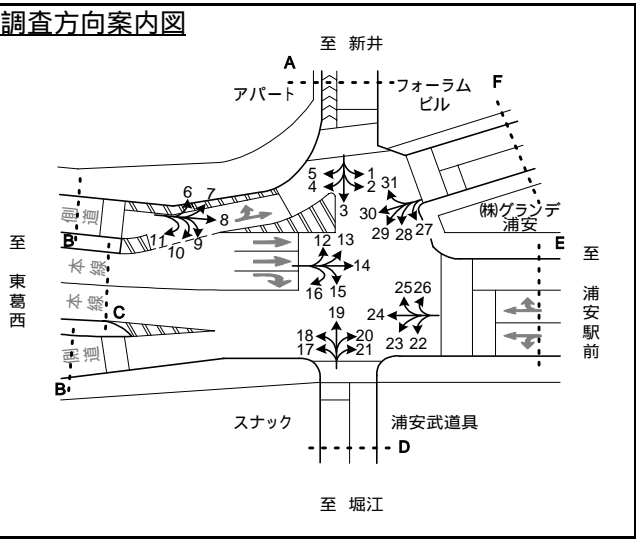 調査方向案内図
至 新井
A
アパート
フォーラム
ビル
F
5 1
4 2
3
31
30
29 28 27
6 7
8
11 10 9
側道
B
(株)グランデ
浦安
E
至 東葛西
本線
本線
C
側道
B
12 13
14
16 15
19
18 20
17 21
25 26
24
23 22
至 浦安駅前
スナック
浦安武道具
D
至 堀江